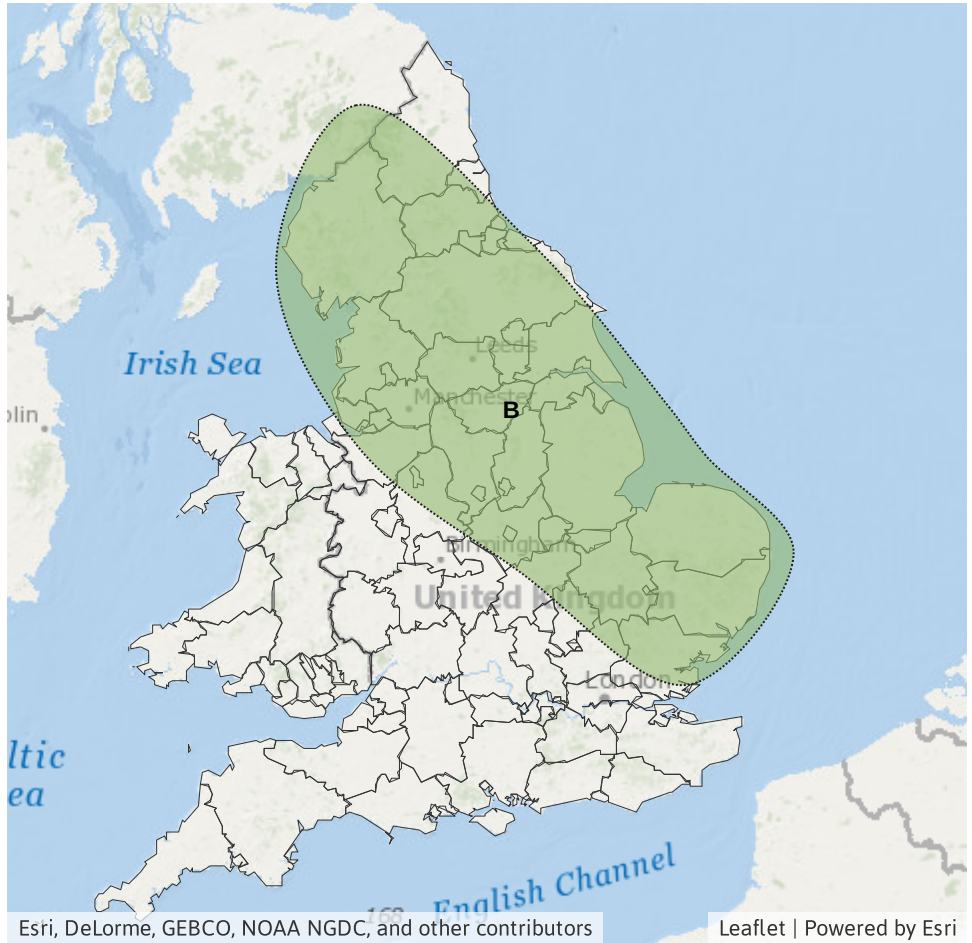 Leeds
Irish Sea
Manchester
B
olin
Birmingham
United Kingdom
London
ltic
ea
English Channel
168
Esri, DeLorme, GEBCO, NOAA NGDC, and other contributors
Leaflet | Powered by Esri